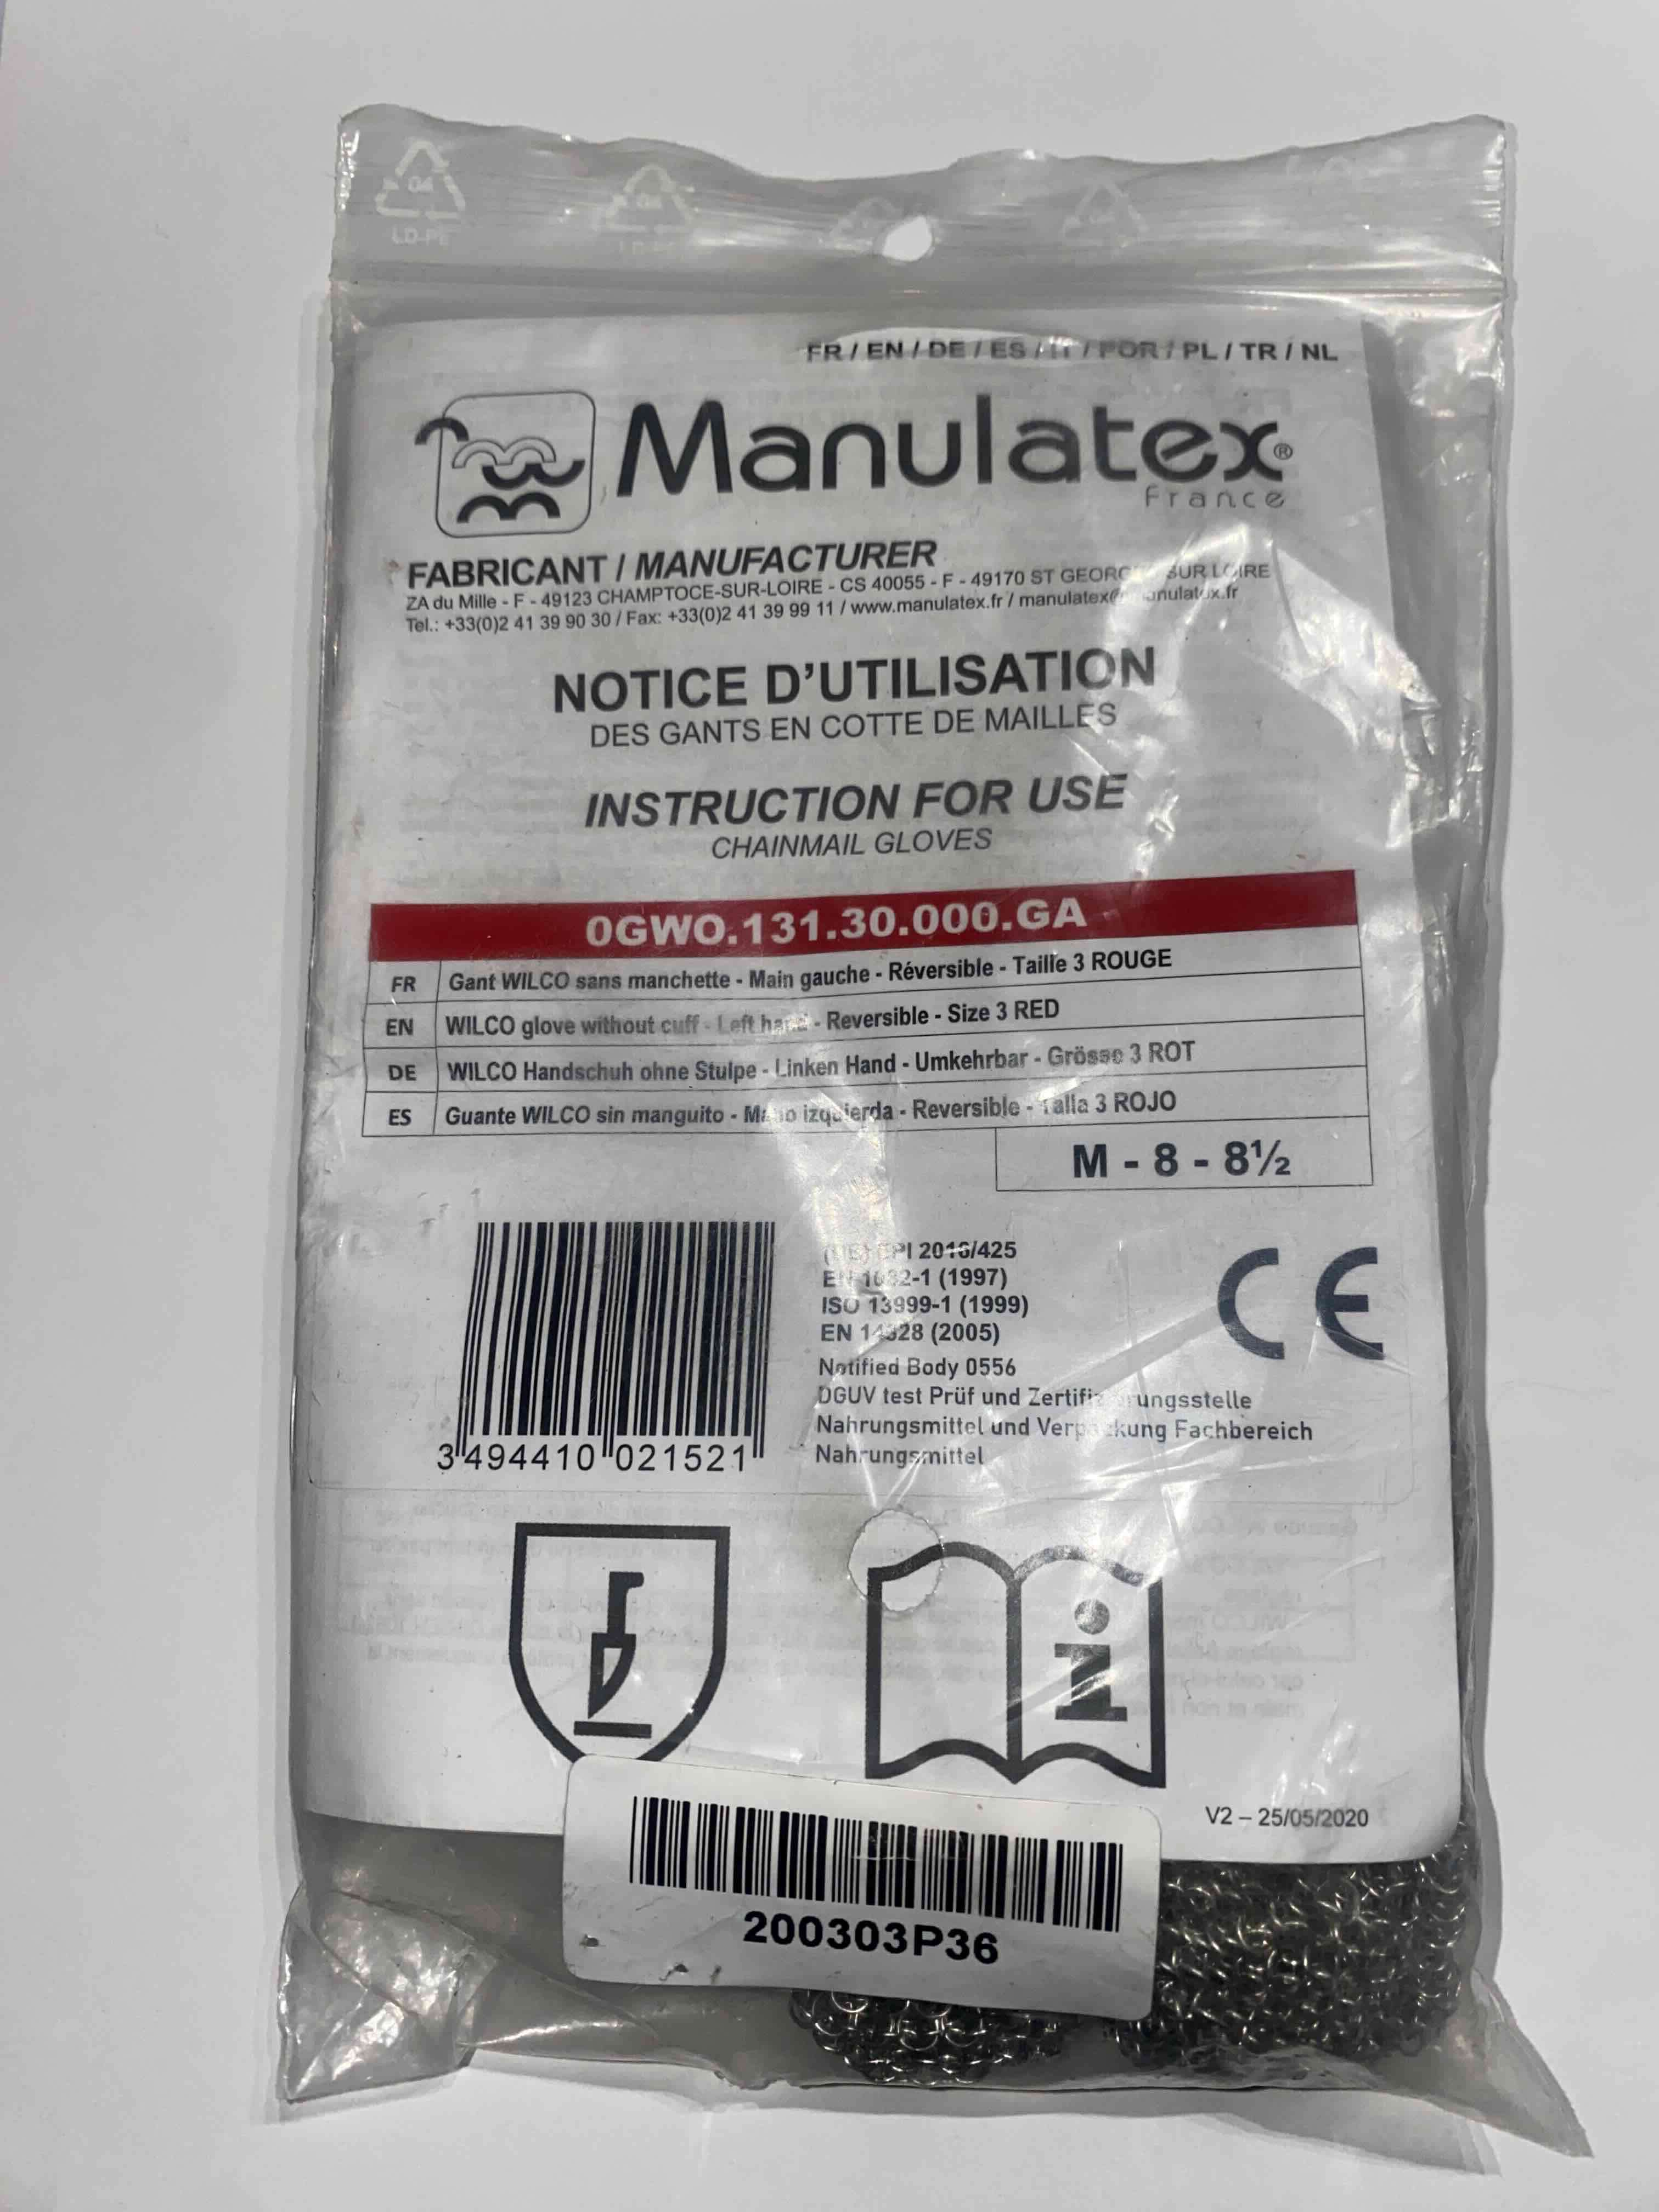 04 04 04
LD-PE
FR / EN / DE / ES / IT / POR / PL / TR / NL
Manulatex®
France
FABRICANT / MANUFACTURER
ZA du Mille - F - 49123 CHAMPTOCE-SUR-LOIRE - CS 40055 - F - 49170 ST SUR LOIRE
Tel.: +33(0)2 41 39 90 30 / Fax: +33(0)2 41 39 99 11 / www.manulatex.fr / manulatex@manulatex.fr
NOTICE D'UTILISATION
DES GANTS EN COTTE DE MAILLES
INSTRUCTION FOR USE
CHAINMAIL GLOVES
0GWO.131.30.000.GA
FR Gant WILCO sans manchette - Main gauche - Réversible - Taille 3 ROUGE
EN WILCO glove without cuff - Left hand - Reversible - Size 3 RED
DE WILCO Handschuh ohne Stulpe - Linken Hand - Umkehrbar - Grösse 3 ROT
ES Guante WILCO sin manguito - Mano izquierda - Reversible - Talla 3 ROJO
M - 8 - 8½
(UE) EPI 2016/425
EN 1082-1 (1997)
ISO 13999-1 (1999)
EN 14328 (2005)
CE
Notified Body 0556
DGUV test Prüf und Zertifizierungsstelle
Nahrungsmittel und Verpackung Fachbereich
Nahrungsmittel
3 494410 021521
i
V2 – 25/05/2020
200303P36